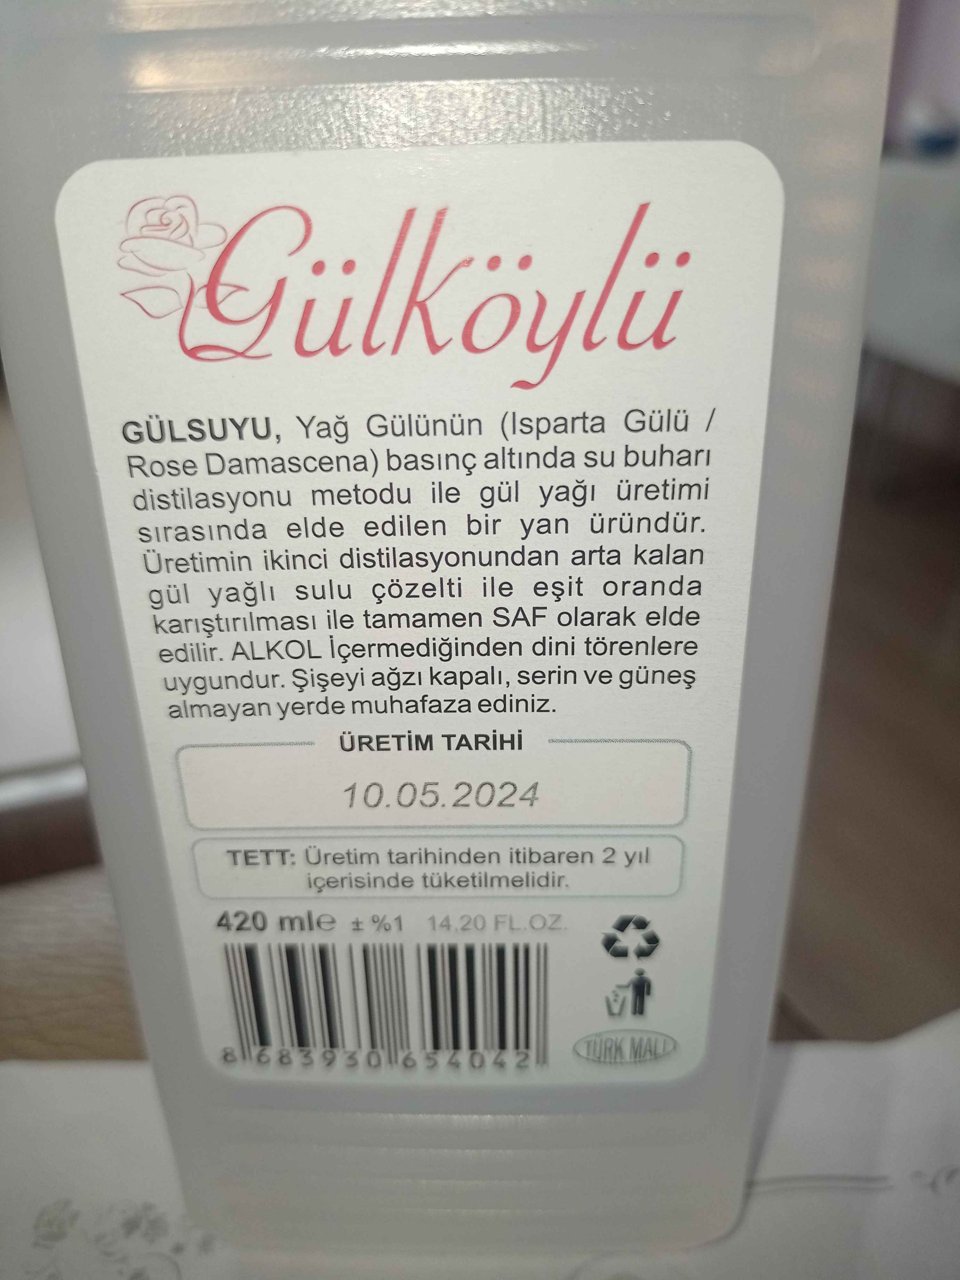 Gülköylü
GÜLSUYU, Yağ Gülünün (Isparta Gülü /
Rose Damascena) basınç altında su buharı
distilasyonu metodu ile gül yağı üretimi
sırasında elde edilen bir yan üründür.
Üretimin ikinci distilasyonundan arta kalan
gül yağlı sulu çözelti ile eşit oranda
karıştırılması ile tamamen SAF olarak elde
edilir. ALKOL İçermediğinden dini törenlere
uygundur. Şişeyi ağzı kapalı, serin ve güneş
almayan yerde muhafaza ediniz.
ÜRETİM TARİHİ
10.05.2024
TETT: Üretim tarihinden itibaren 2 yıl
içerisinde tüketilmelidir.
420 ml℮ ± %1 14.20 FL.OZ.
8 683930 654042
TÜRK MALI